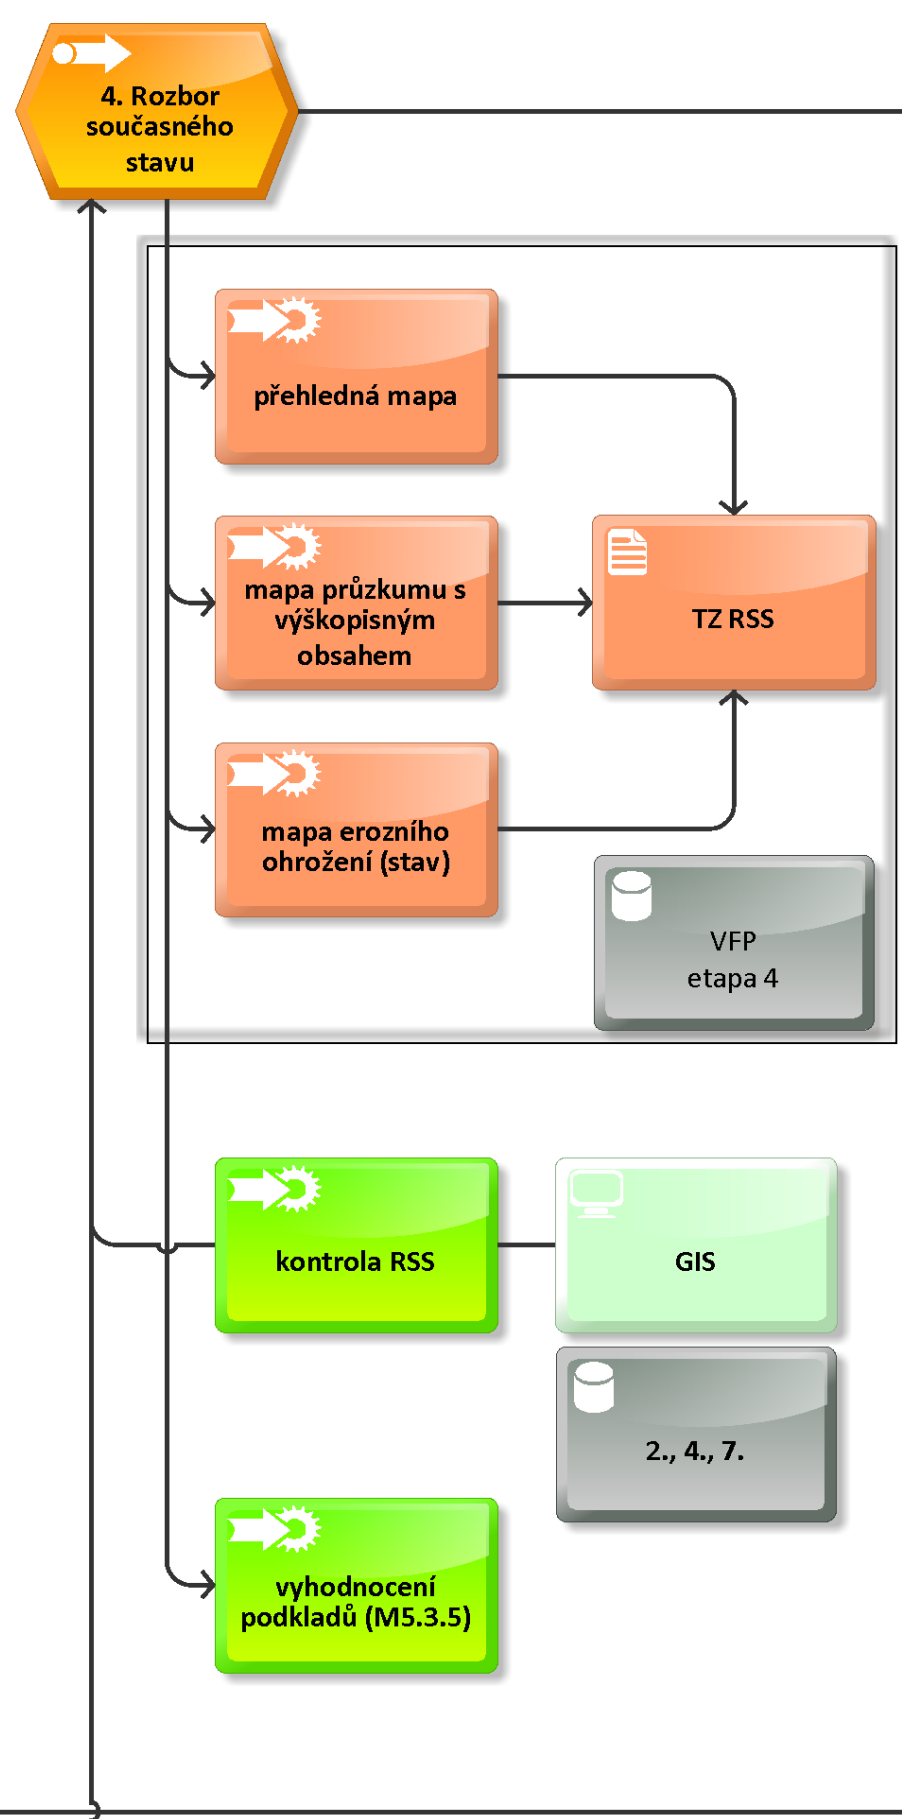 4. Rozbor
současného
stavu
přehledná mapa
mapa průzkumu s
výškopisným
obsahem
TZ RSS
mapa erozního
ohrožení (stav)
VFP
etapa 4
kontrola RSS
GIS
2., 4., 7.
vyhodnocení
podkladů (M5.3.5)